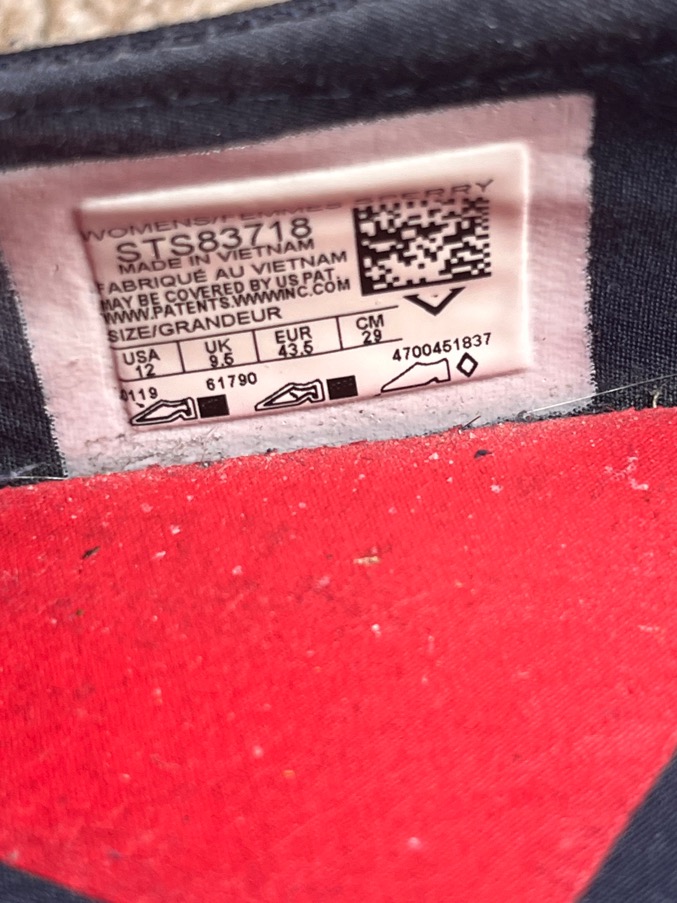 WOMENS/FEMMES SPERRY
STS83718
MADE IN VIETNAM
FABRIQUÉ AU VIETNAM
MAY BE COVERED BY US PAT.
WWW.PATENTS.WWWINC.COM
SIZE/GRANDEUR
USA UK EUR CM
12 9.5 43.5 29
0119 61790 4700451837